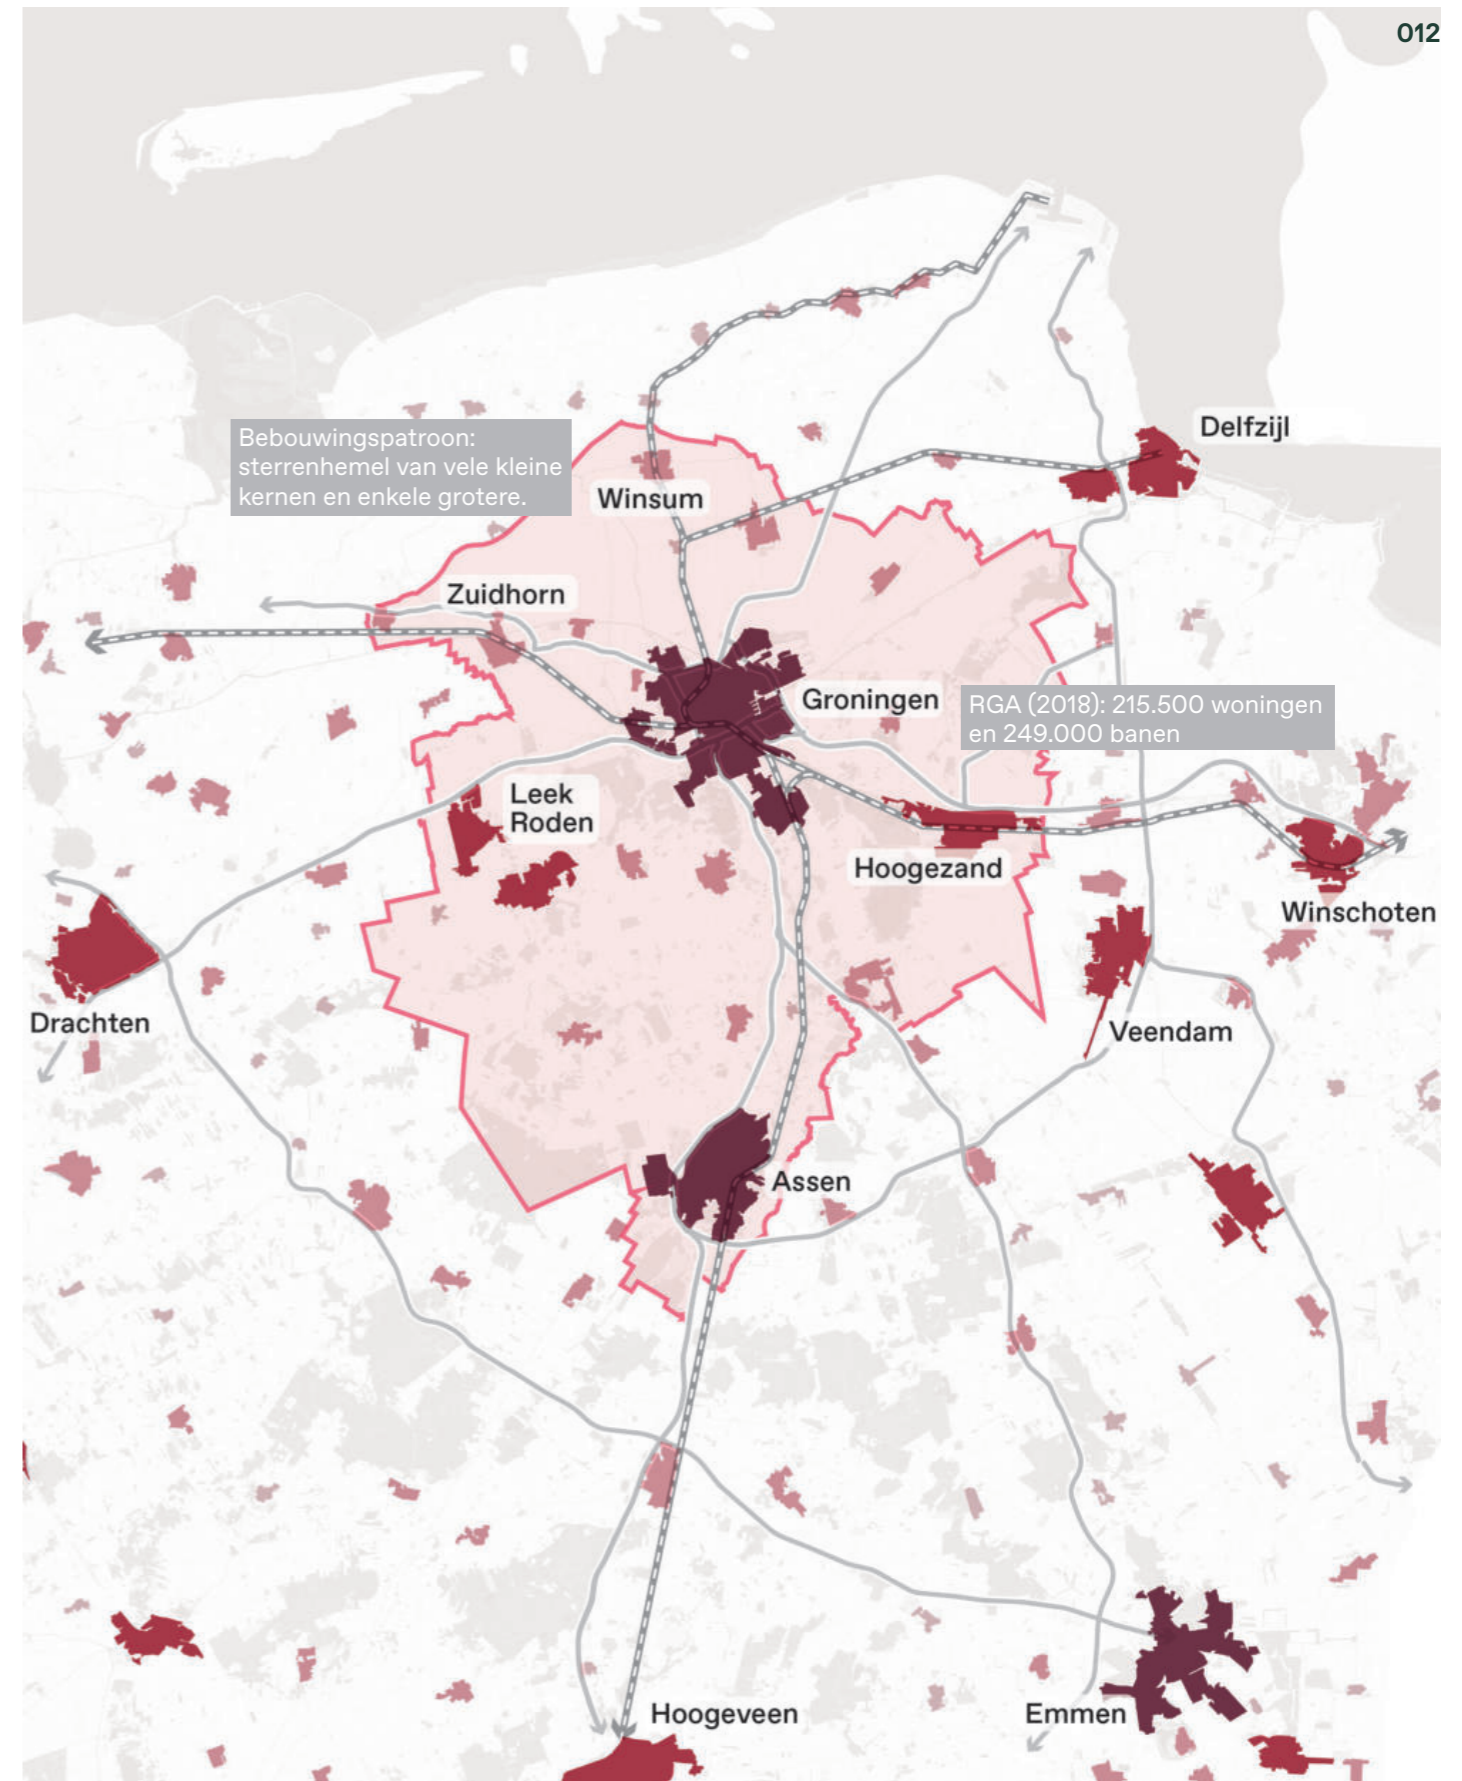 012
Delfzijl
Bebouwingspatroon:
sterrenhemel van vele kleine
kernen en enkele grotere.
Winsum
Zuidhorn
Groningen
RGA (2018): 215.500 woningen
en 249.000 banen
Leek
Roden
Hoogezand
Winschoten
Drachten
Veendam
Assen
Hoogeveen
Emmen